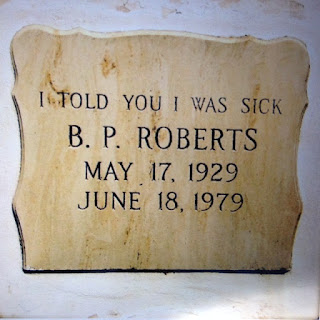 I TOLD YOU I WAS SICK
B. P. ROBERTS
MAY 17, 1929
JUNE 18, 1979